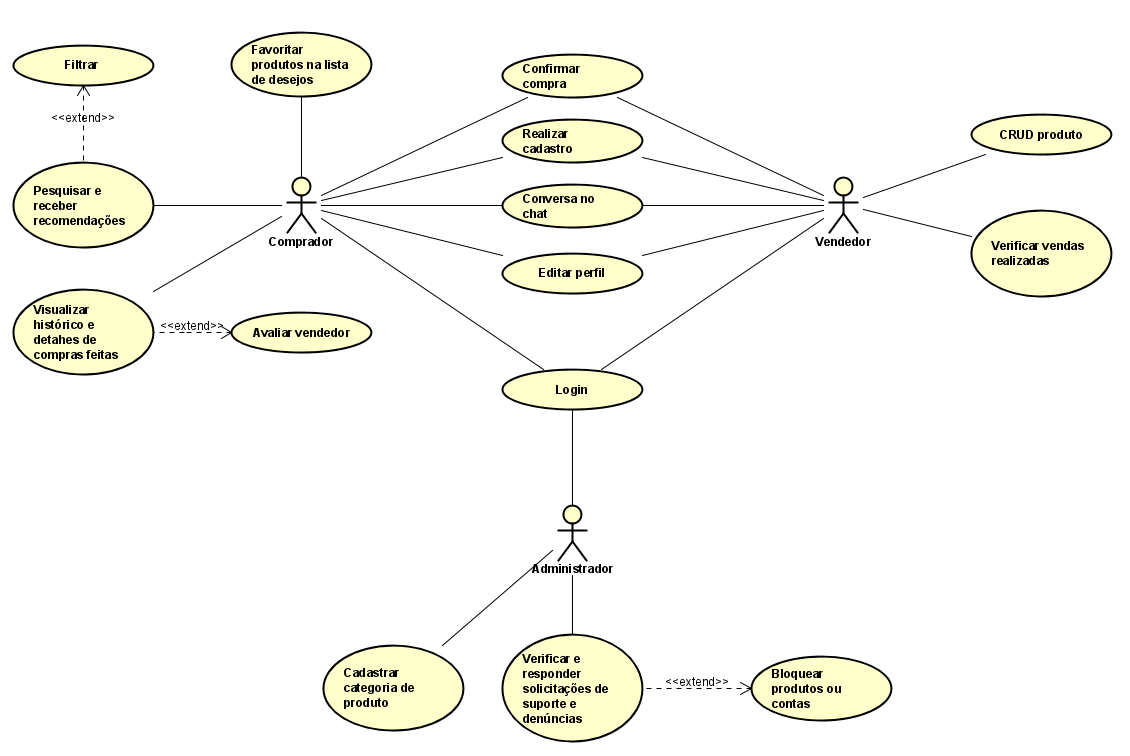 Favoritar
produtos na lista
de desejos
Filtrar
Confirmar
compra
<<extend>>
Realizar
cadastro
CRUD produto
Pesquisar e
receber
recomendações
Conversa no
chat
Comprador
Vendedor
Verificar vendas
realizadas
Editar perfil
Visualizar
histórico e
detahes de
compras feitas
<<extend>>
Avaliar vendedor
Login
Administrador
Cadastrar
categoria de
produto
Verificar e
responder
solicitações de
suporte e
denúncias
<<extend>>
Bloquear
produtos ou
contas